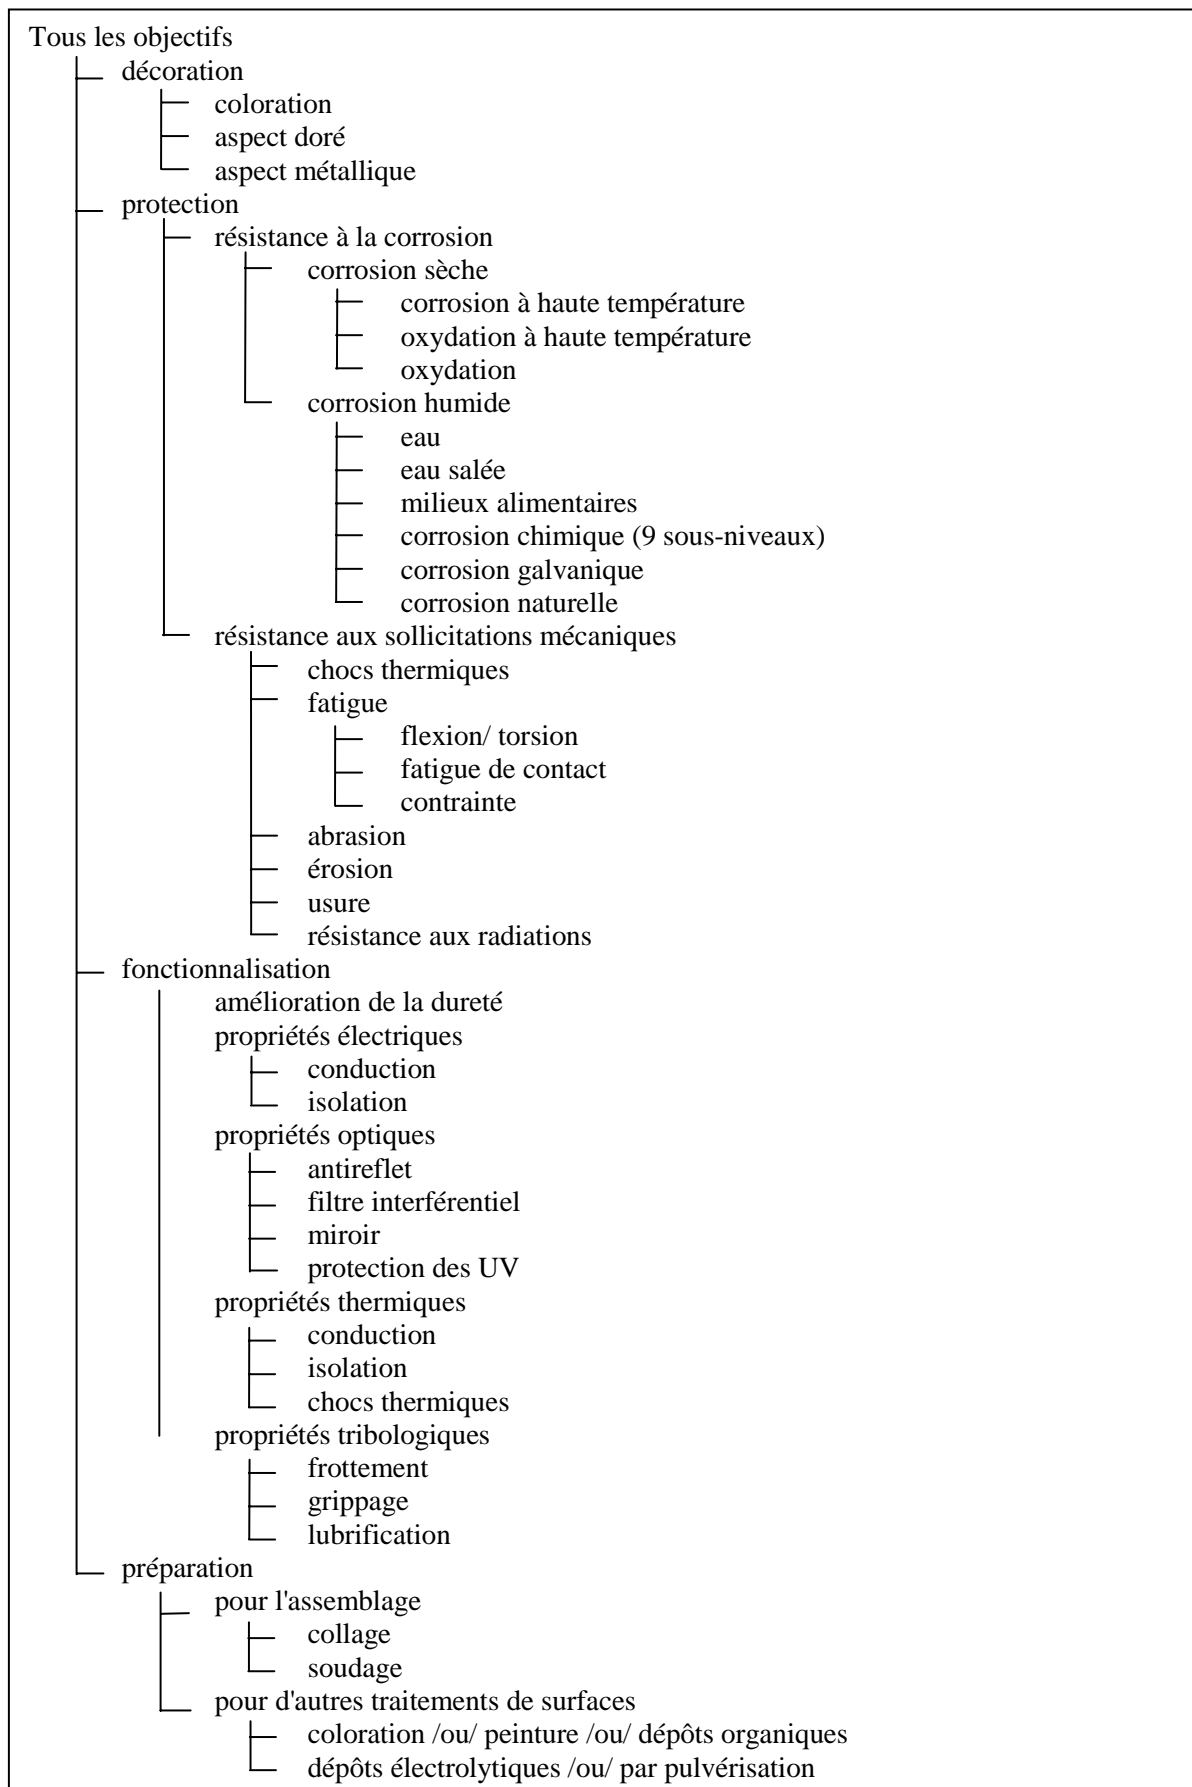 Tous les objectifs
décoration
coloration
aspect doré
aspect métallique
protection
résistance à la corrosion
corrosion sèche
corrosion à haute température
oxydation à haute température
oxydation
corrosion humide
eau
eau salée
milieux alimentaires
corrosion chimique (9 sous-niveaux)
corrosion galvanique
corrosion naturelle
résistance aux sollicitations mécaniques
chocs thermiques
fatigue
flexion/ torsion
fatigue de contact
contrainte
abrasion
érosion
usure
résistance aux radiations
fonctionnalisation
amélioration de la dureté
propriétés électriques
conduction
isolation
propriétés optiques
antireflet
filtre interférentiel
miroir
protection des UV
propriétés thermiques
conduction
isolation
chocs thermiques
propriétés tribologiques
frottement
grippage
lubrification
préparation
pour l'assemblage
collage
soudage
pour d'autres traitements de surfaces
coloration /ou/ peinture /ou/ dépôts organiques
dépôts électrolytiques /ou/ par pulvérisation